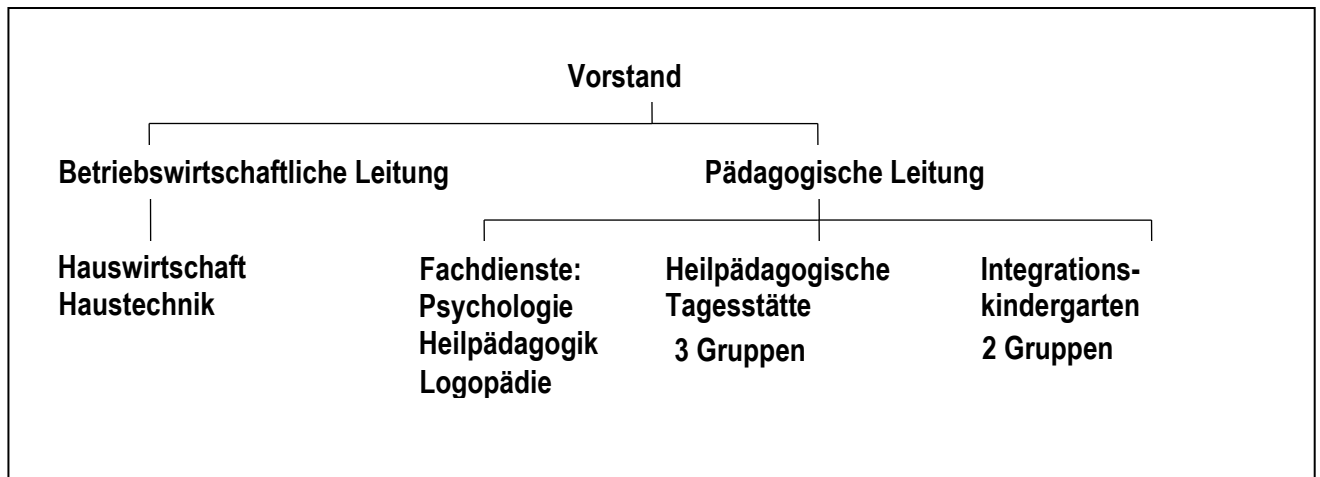 Vorstand
Betriebswirtschaftliche Leitung
Pädagogische Leitung
Hauswirtschaft
Haustechnik
Fachdienste:
Psychologie
Heilpädagogik
Logopädie
Heilpädagogische
Tagesstätte
3 Gruppen
Integrations-
kindergarten
2 Gruppen